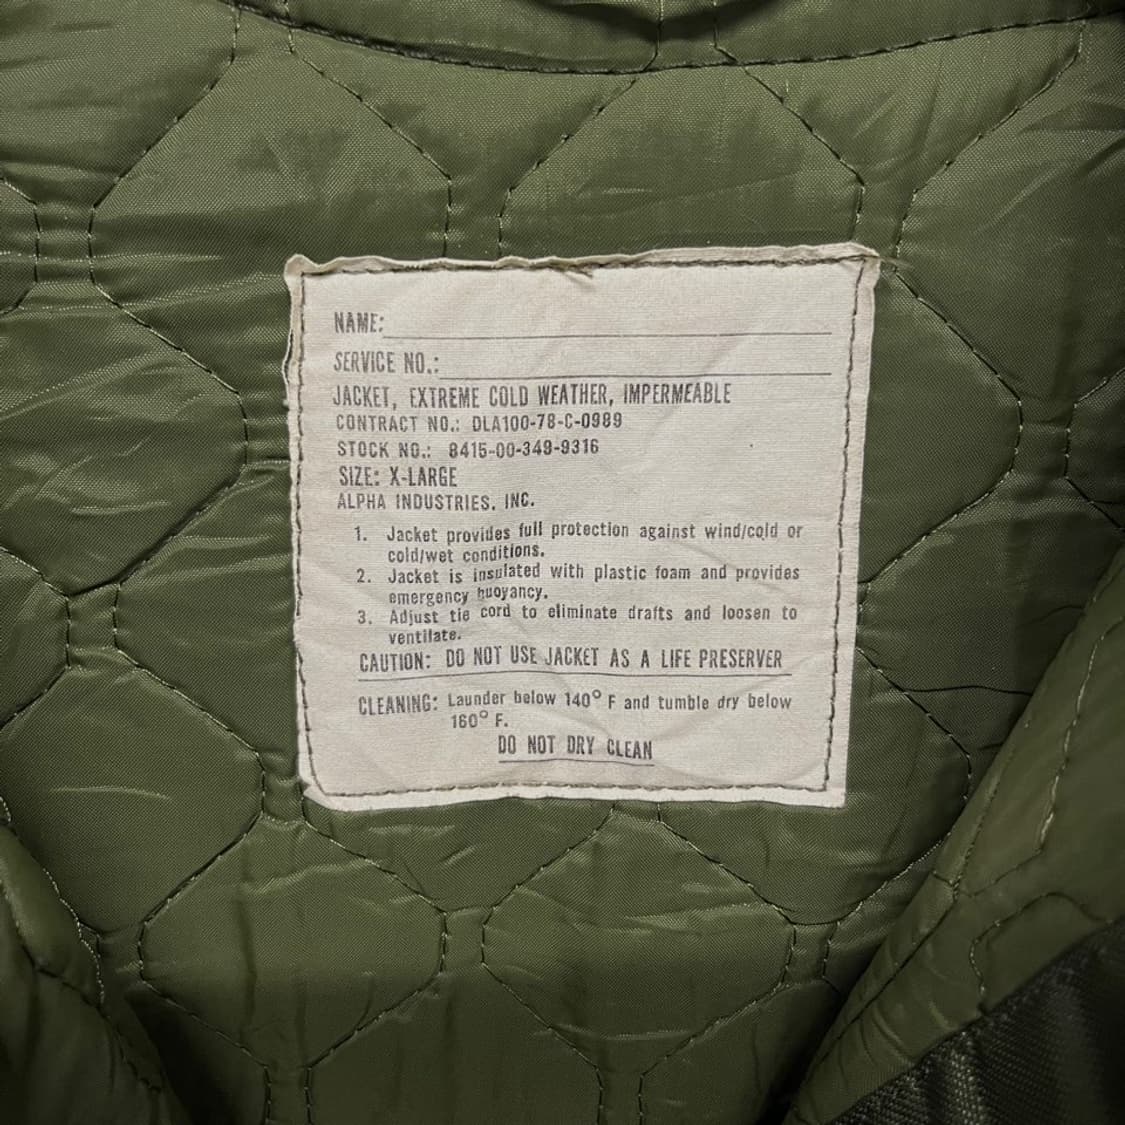 NAME:
SERVICE NO.:
JACKET, EXTREME COLD WEATHER, IMPERMEABLE
CONTRACT NO.: DLA100-78-C-0989
STOCK NO.: 8415-00-349-9316
SIZE: X-LARGE
ALPHA INDUSTRIES, INC.
1. Jacket provides full protection against wind/cold or
cold/wet conditions.
2. Jacket is insulated with plastic foam and provides
emergency buoyancy.
3. Adjust tie cord to eliminate drafts and loosen to
ventilate.
CAUTION: DO NOT USE JACKET AS A LIFE PRESERVER
CLEANING: Launder below 140° F and tumble dry below
160° F.
DO NOT DRY CLEAN